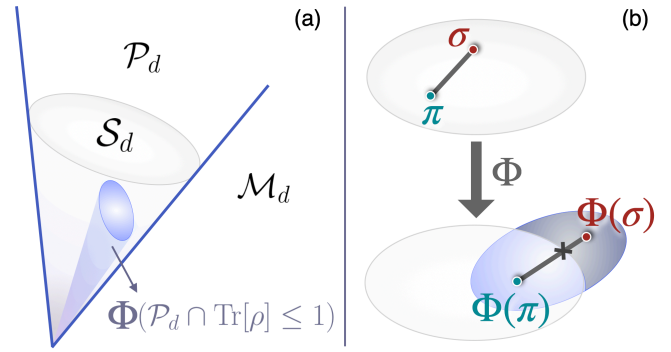 (a)
𝒫_d
𝒮_d
ℳ_d
Φ(𝒫_d ∩ Tr[ρ] ≤ 1)
(b)
σ
π
Φ
Φ(σ)
Φ(π)